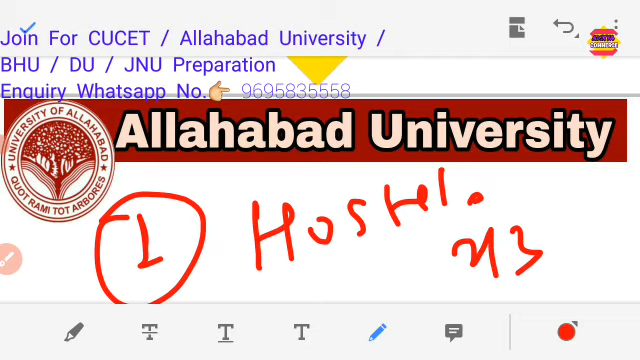 Join For CUCET / Allahabad University /
BHU / DU / JNU Preparation
Enquiry Whatsapp No.👉 9695835558
UNIVERSITY OF ALLAHABAD
QUOT RAMI TOT ARBORES
Allahabad University
1 Hostel.
T T T